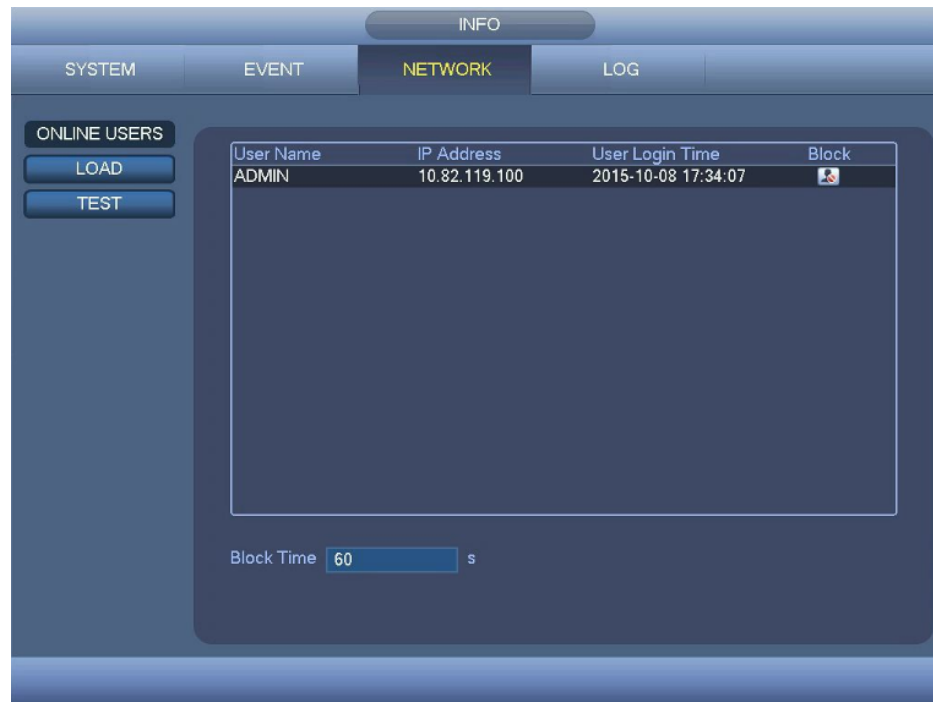 INFO
SYSTEM EVENT NETWORK LOG
ONLINE USERS
LOAD
TEST
User Name IP Address User Login Time Block
ADMIN 10.82.119.100 2015-10-08 17:34:07
Block Time 60 s